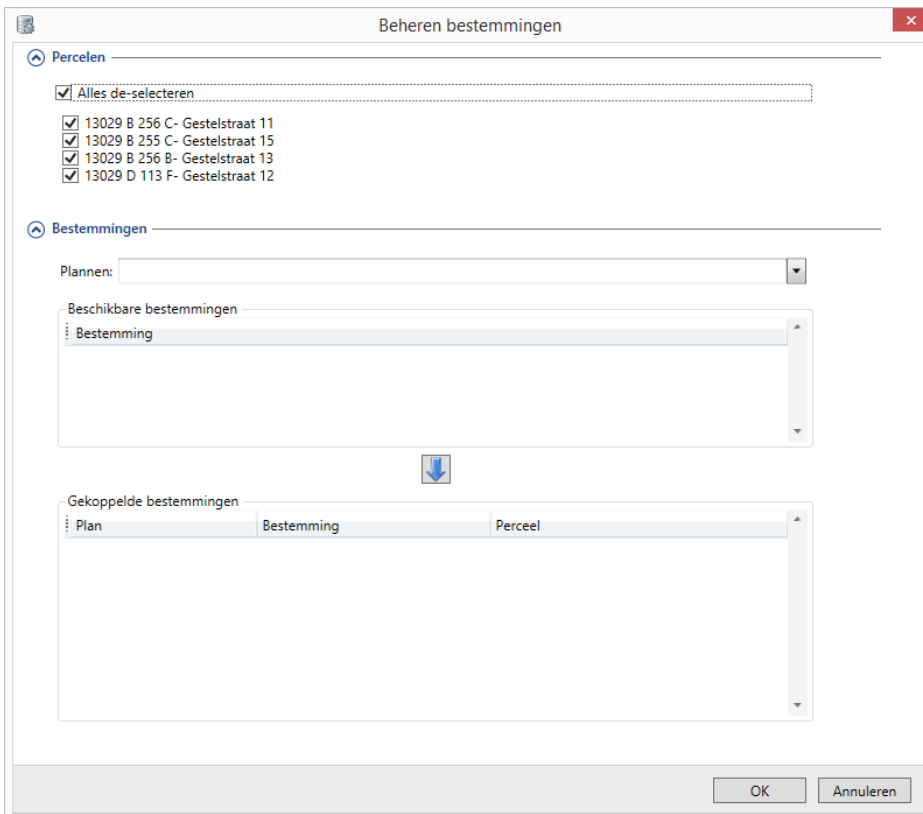 Beheren bestemmingen
Percelen
Alles de-selecteren
13029 B 256 C- Gestelstraat 11
13029 B 255 C- Gestelstraat 15
13029 B 256 B- Gestelstraat 13
13029 D 113 F- Gestelstraat 12
Bestemmingen
Plannen:
Beschikbare bestemmingen
Bestemming
Gekoppelde bestemmingen
Plan Bestemming Perceel
OK Annuleren